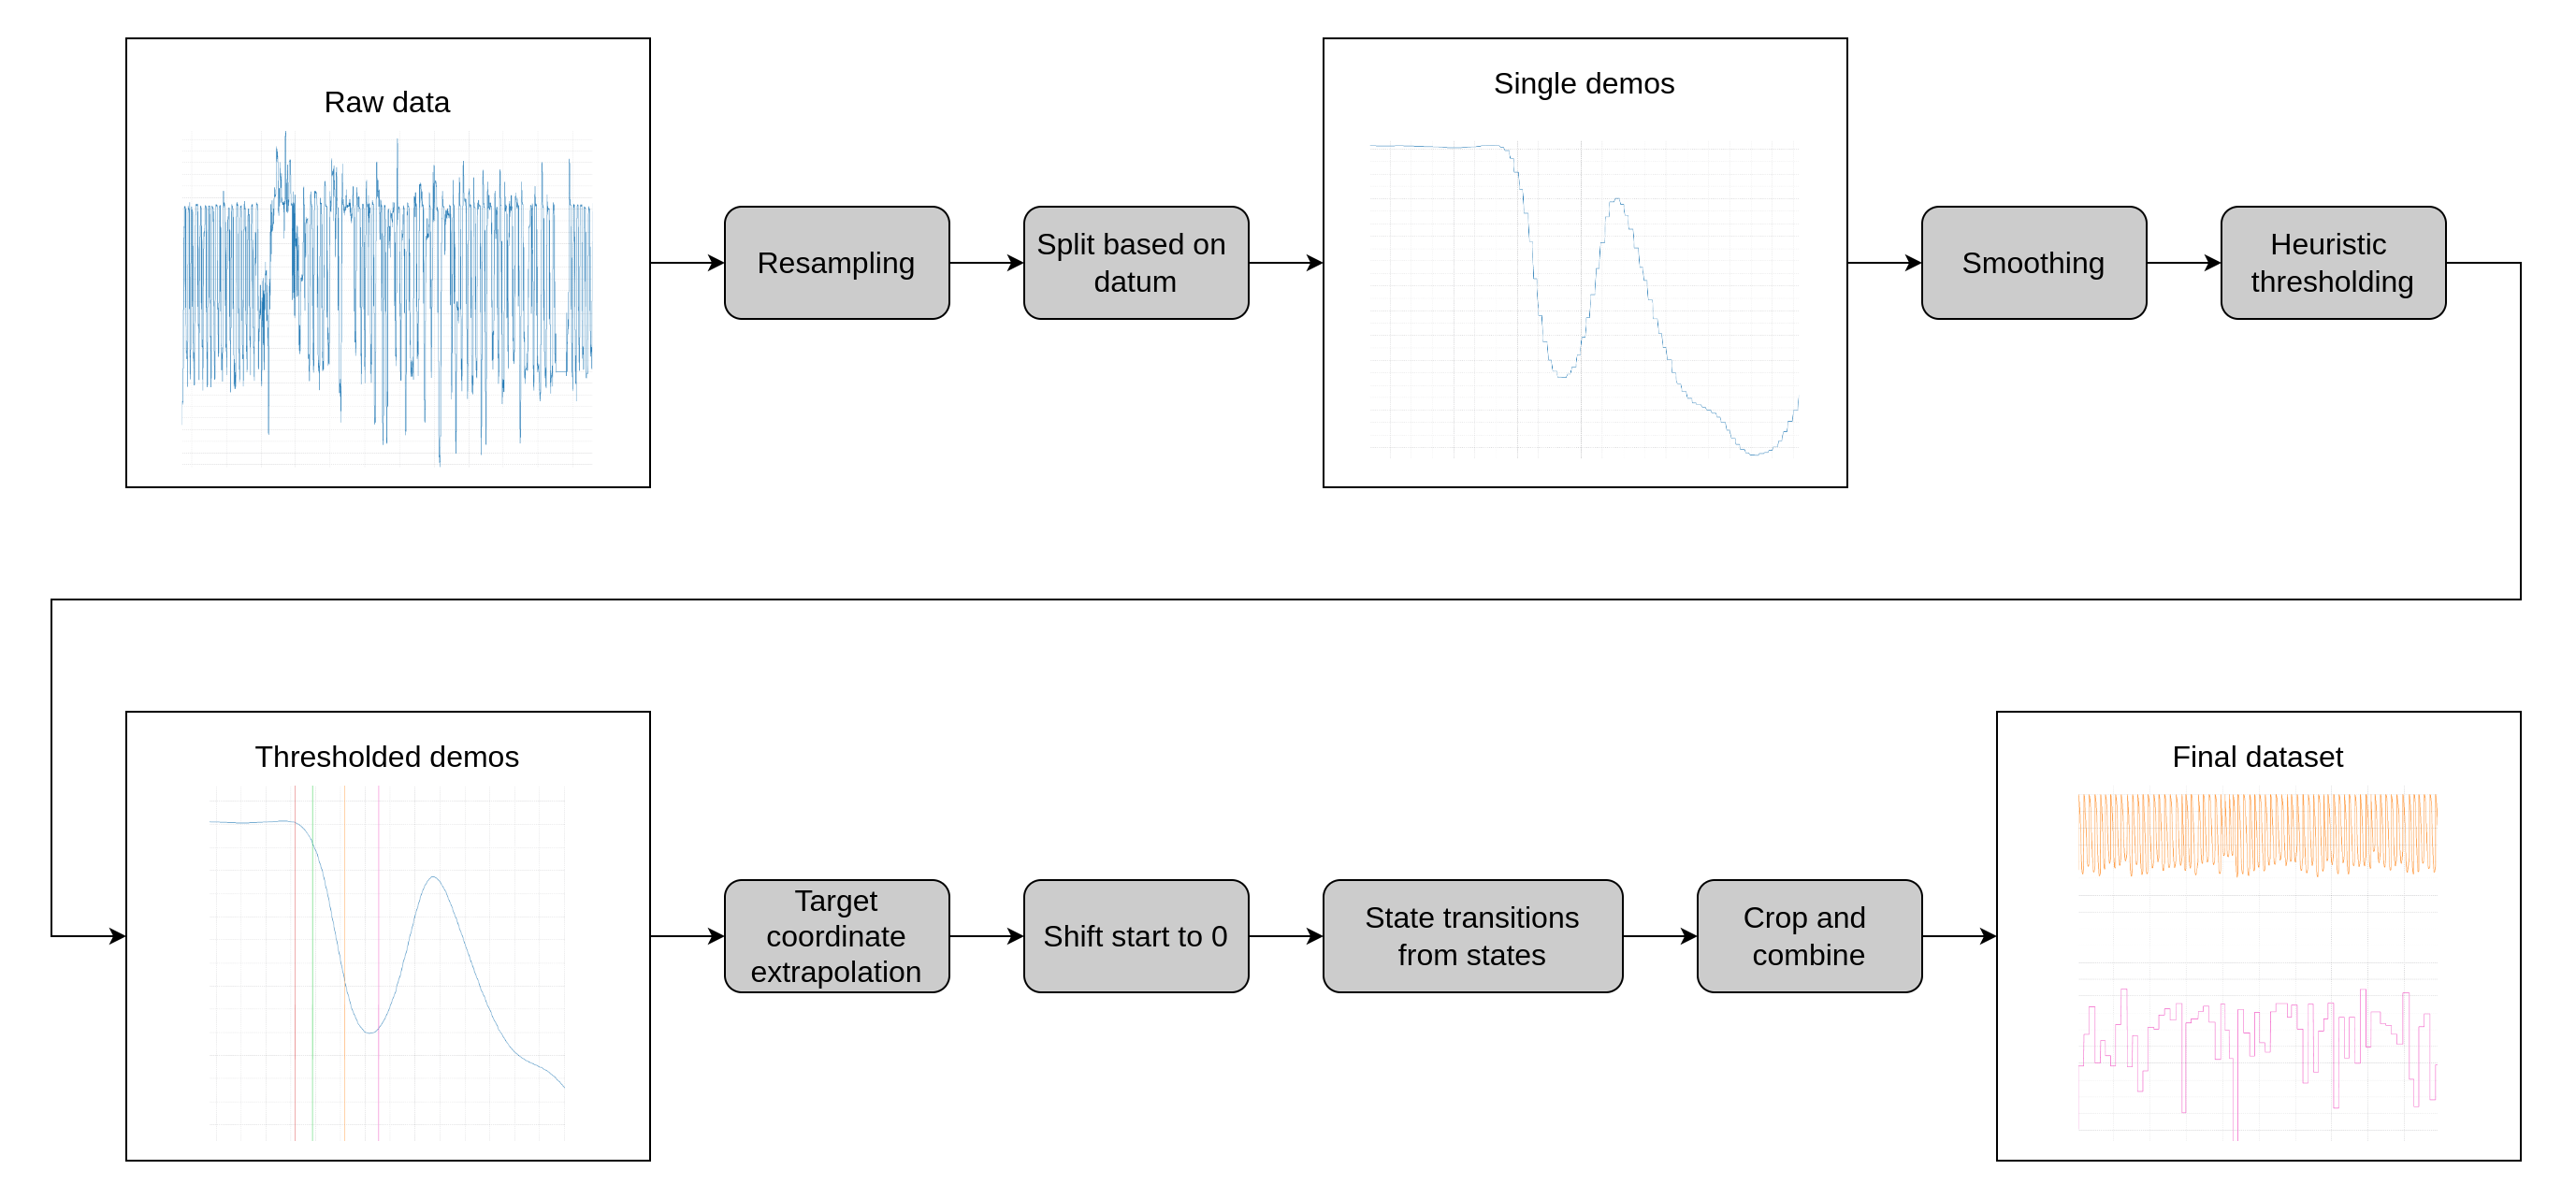 Raw data
Resampling
Split based on
datum
Single demos
Smoothing
Heuristic
thresholding
Thresholded demos
Target
coordinate
extrapolation
Shift start to 0
State transitions
from states
Crop and
combine
Final dataset